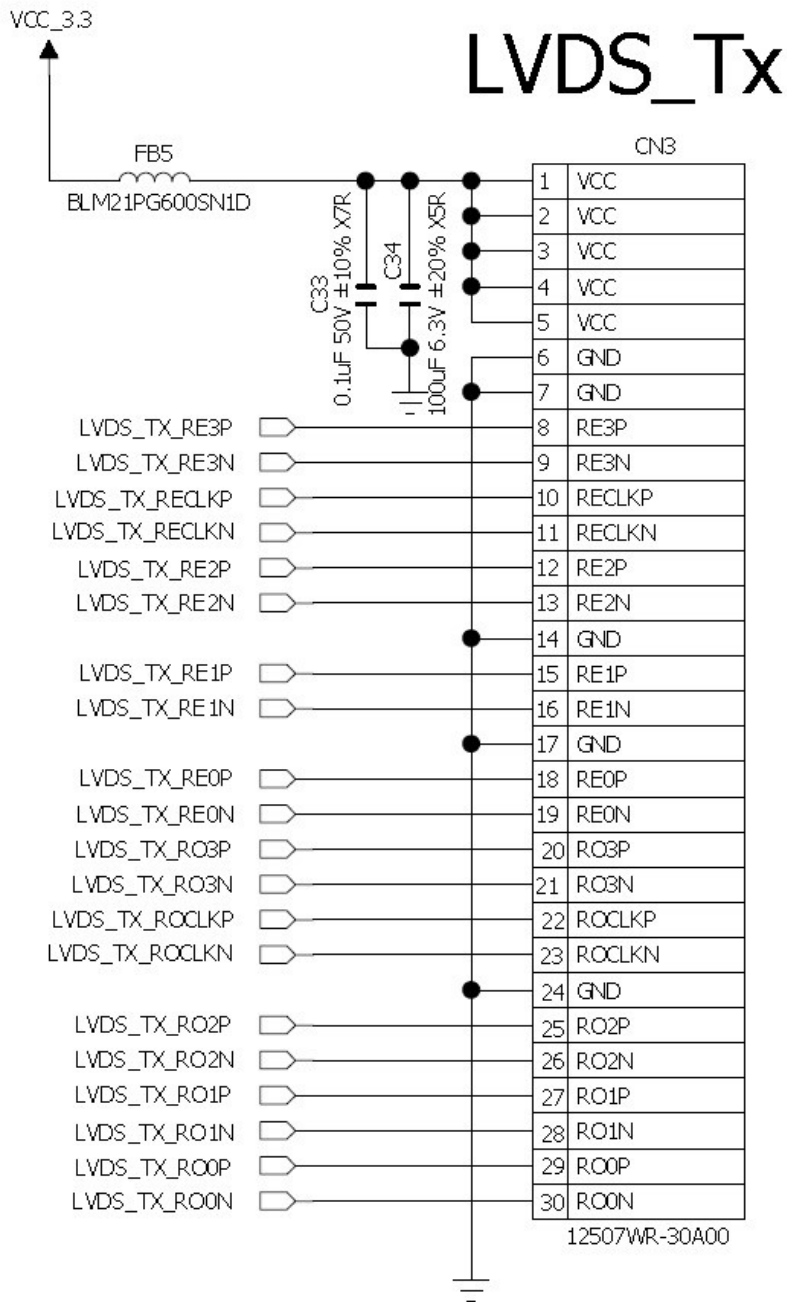 VCC_3.3
LVDS_Tx
FB5
BLM21PG600SN1D
C33
0.1uF 50V ±10% X7R
C34
100uF 6.3V ±20% X5R
CN3
1 VCC
2 VCC
3 VCC
4 VCC
5 VCC
6 GND
7 GND
LVDS_TX_RE3P 8 RE3P
LVDS_TX_RE3N 9 RE3N
LVDS_TX_RECLKP 10 RECLKP
LVDS_TX_RECLKN 11 RECLKN
LVDS_TX_RE2P 12 RE2P
LVDS_TX_RE2N 13 RE2N
14 GND
LVDS_TX_RE1P 15 RE1P
LVDS_TX_RE1N 16 RE1N
17 GND
LVDS_TX_RE0P 18 RE0P
LVDS_TX_RE0N 19 RE0N
LVDS_TX_RO3P 20 RO3P
LVDS_TX_RO3N 21 RO3N
LVDS_TX_ROCLKP 22 ROCLKP
LVDS_TX_ROCLKN 23 ROCLKN
24 GND
LVDS_TX_RO2P 25 RO2P
LVDS_TX_RO2N 26 RO2N
LVDS_TX_RO1P 27 RO1P
LVDS_TX_RO1N 28 RO1N
LVDS_TX_RO0P 29 RO0P
LVDS_TX_RO0N 30 RO0N
12507WR-30A00